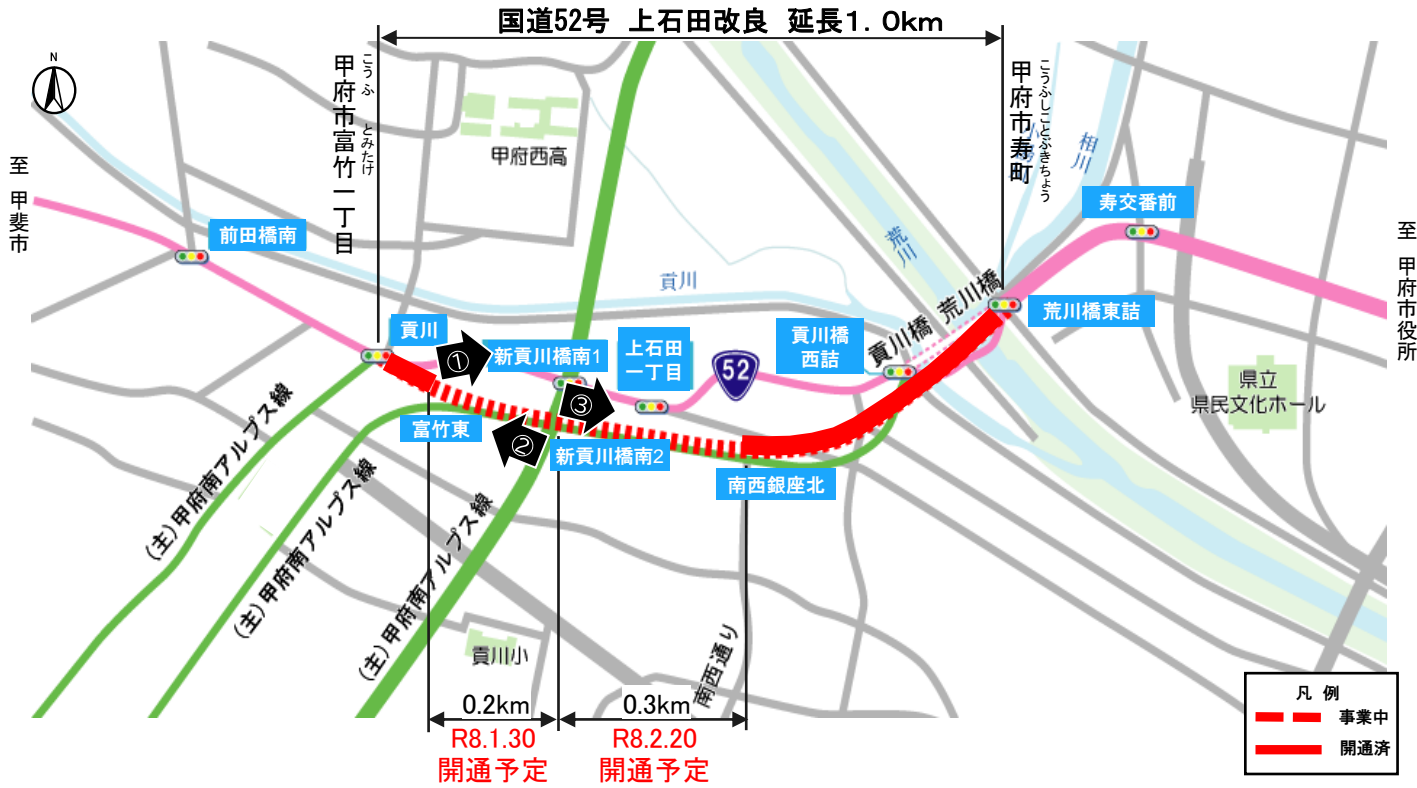 国道52号 上石田改良 延長1.0km
N
至 甲斐市
こうふ とみたけ
甲府市富竹一丁目
こうふしことぶきちょう
甲府市寿町
甲府西高
相川
前田橋南
寿交番前
至 甲府市役所
荒川
貢川
荒川橋
貢川橋
荒川橋東詰
貢川
①
新貢川橋南1
上石田
一丁目
52
貢川橋
西詰
③
県立
県民文化ホール
富竹東
②
新貢川橋南2
南西銀座北
(主)甲府南アルプス線
(主)甲府南アルプス線
(主)甲府南アルプス線
貢川小
南西通り
0.2km
R8.1.30
開通予定
0.3km
R8.2.20
開通予定
凡 例
事業中
開通済